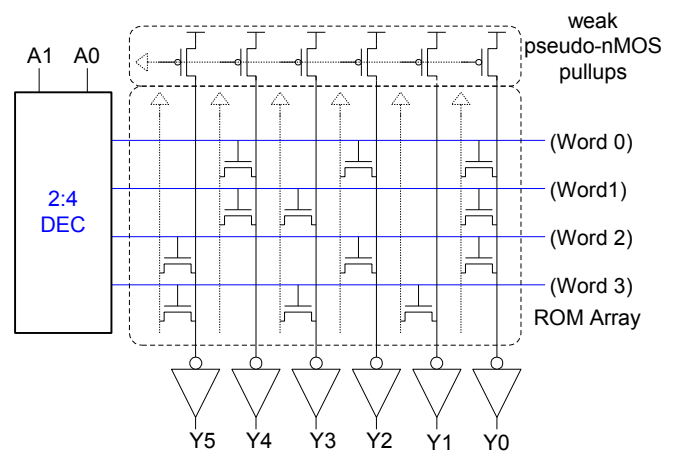 weak
pseudo-nMOS
pullups
A1 A0
2:4
DEC
(Word 0)
(Word1)
(Word 2)
(Word 3)
ROM Array
Y5 Y4 Y3 Y2 Y1 Y0